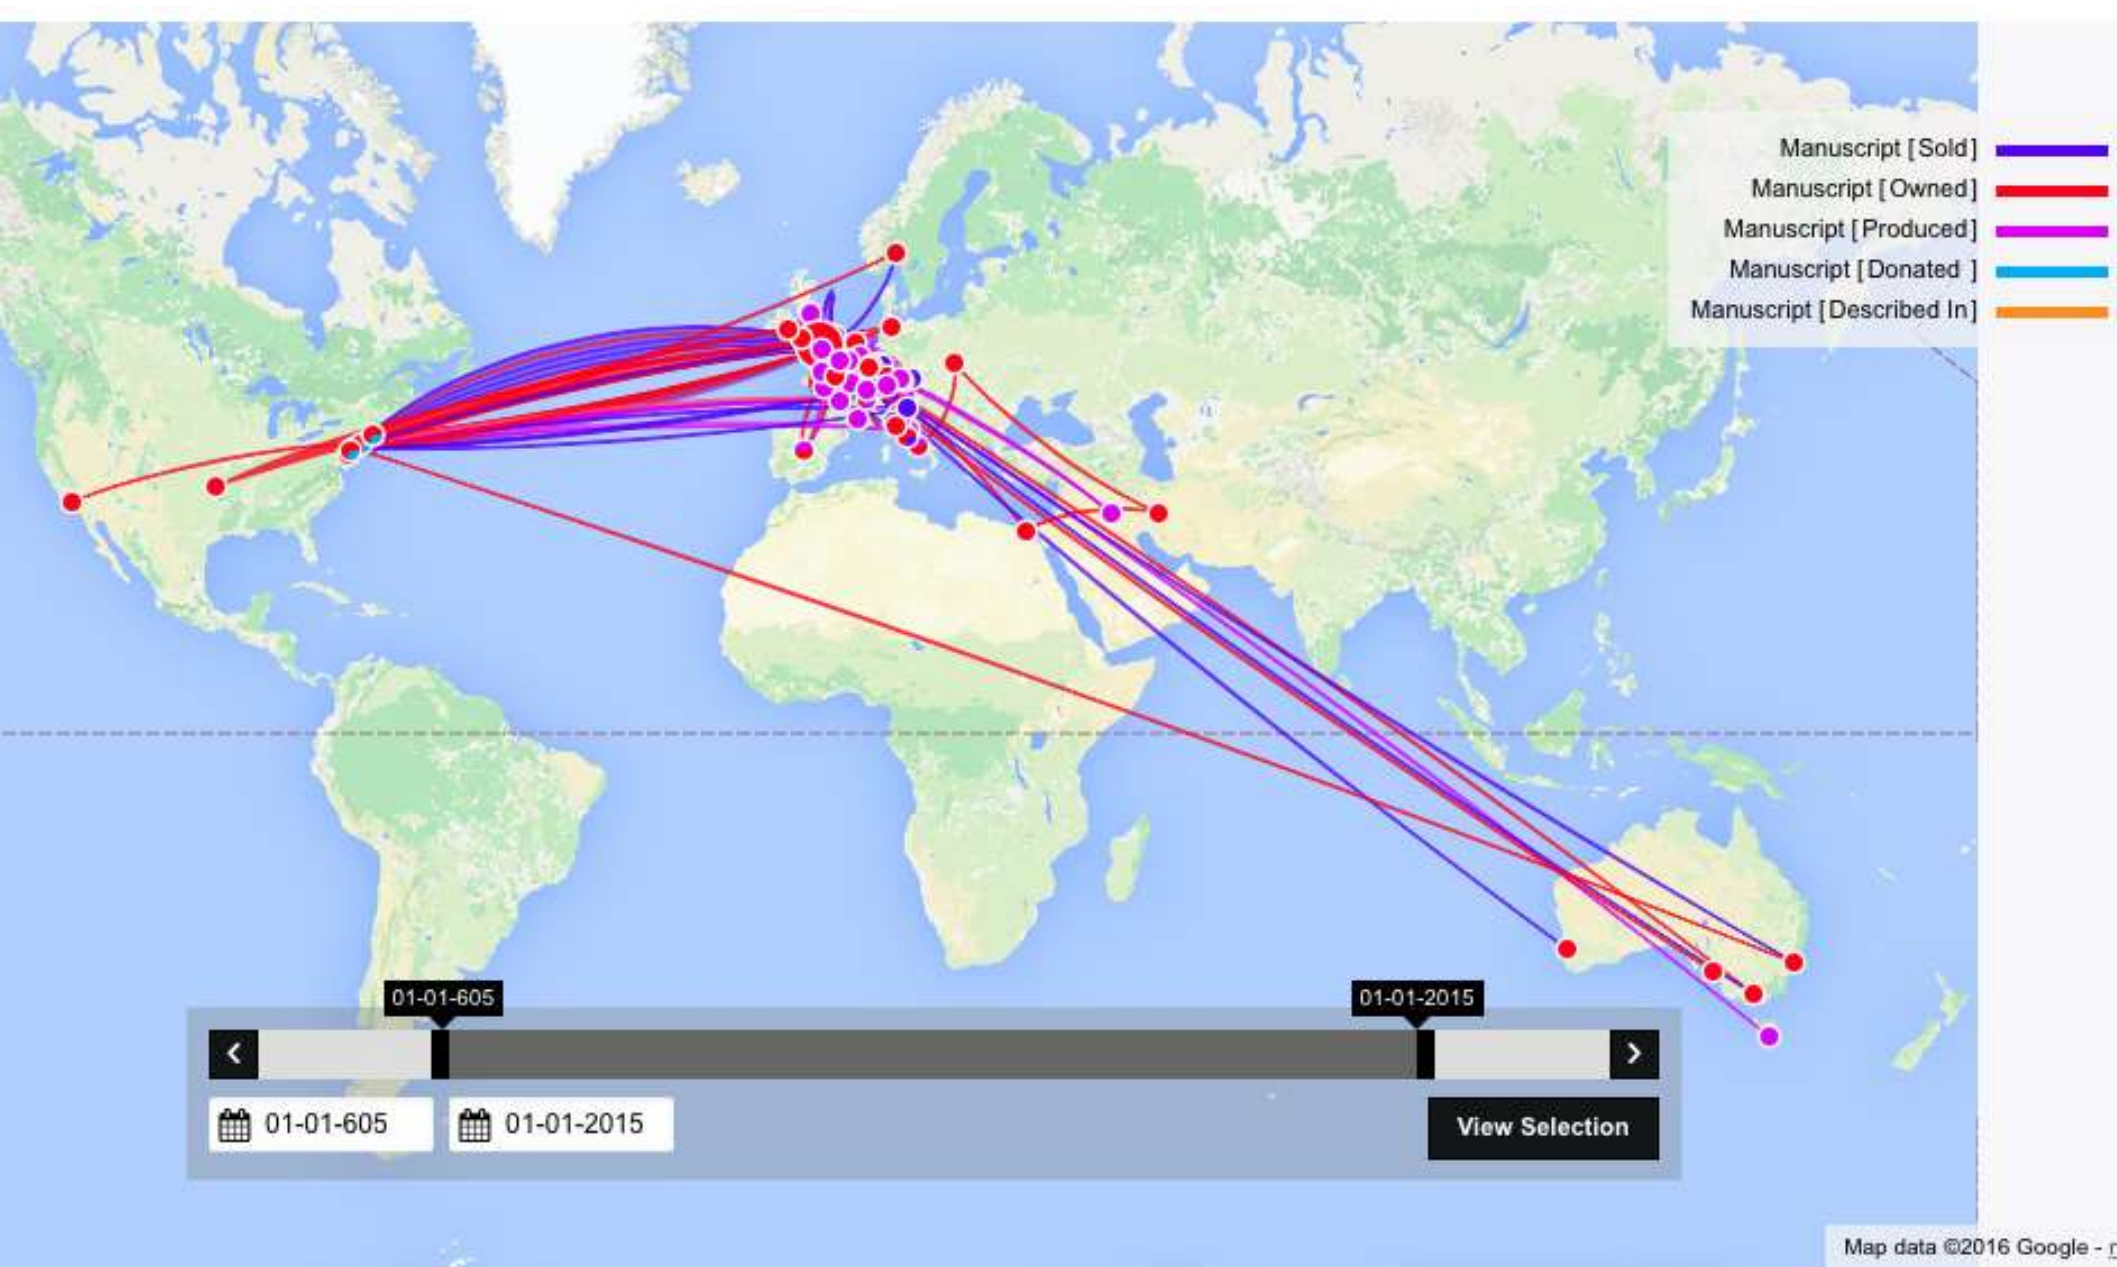 Manuscript [Sold]
Manuscript [Owned]
Manuscript [Produced]
Manuscript [Donated ]
Manuscript [Described In]
01-01-605
01-01-2015
01-01-605
01-01-2015
View Selection
Map data ©2016 Google -